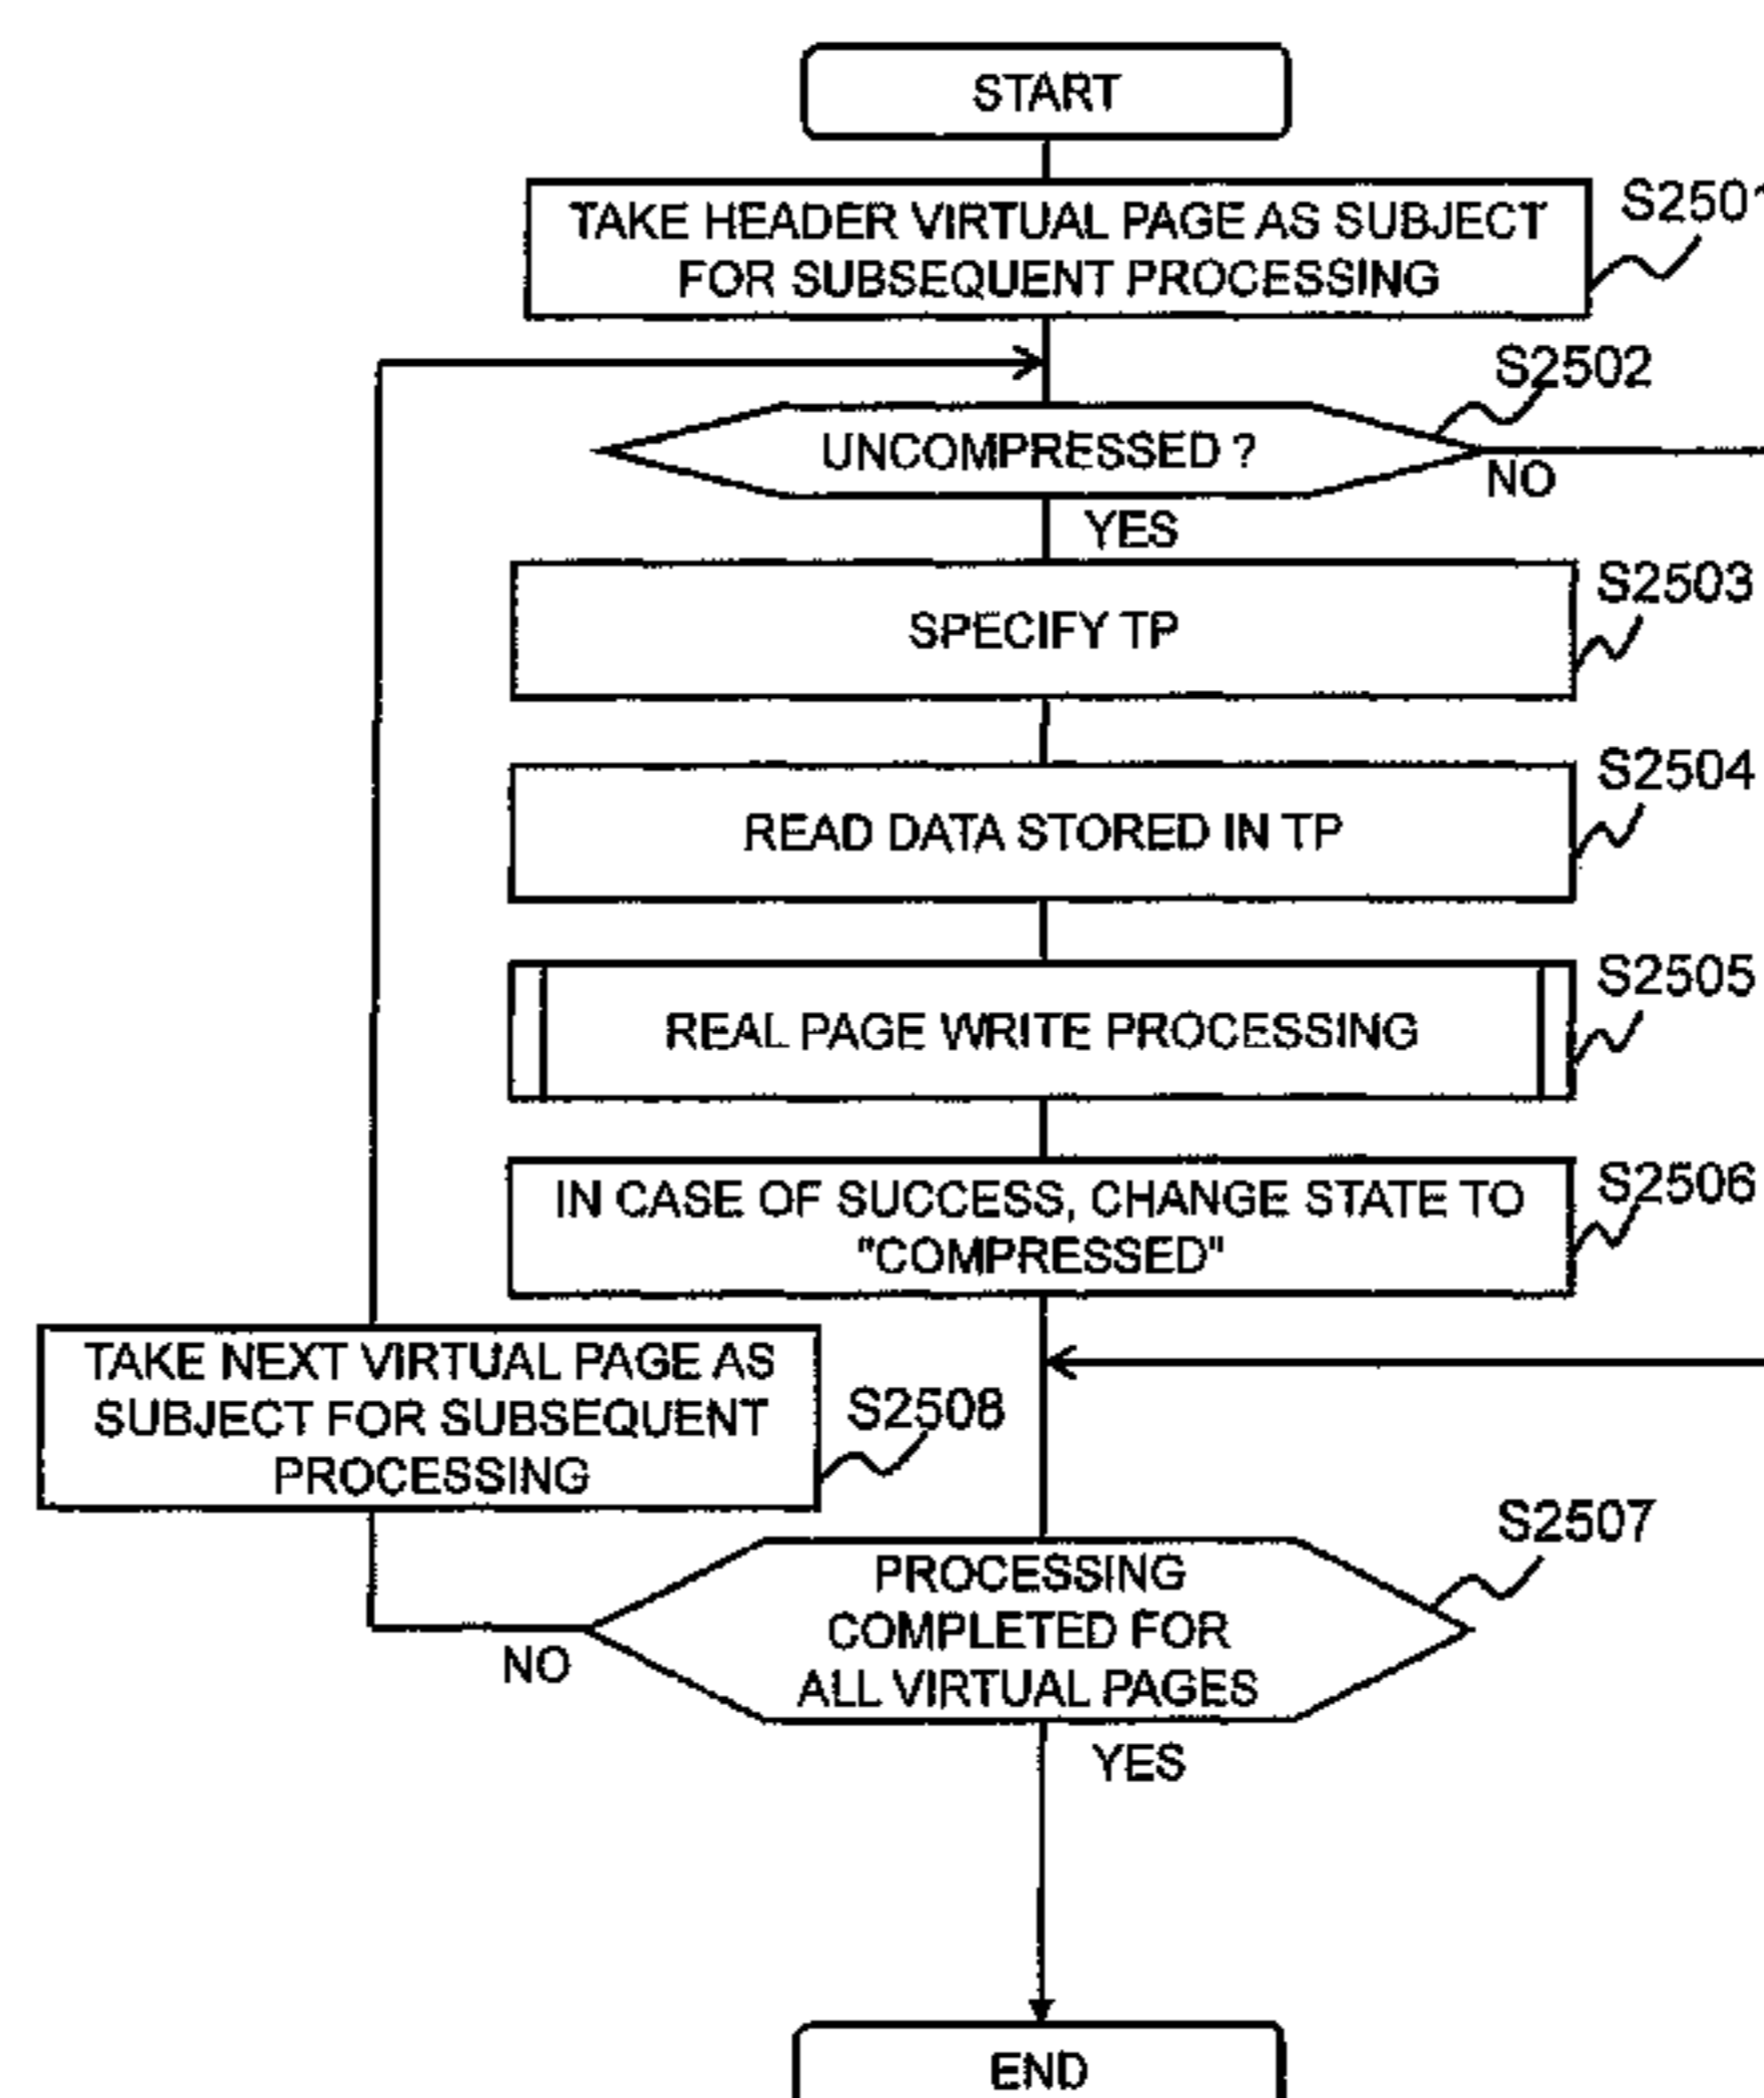 START
TAKE HEADER VIRTUAL PAGE AS SUBJECT
FOR SUBSEQUENT PROCESSING
S2501
S2502
UNCOMPRESSED ?
NO
YES
S2503
SPECIFY TP
S2504
READ DATA STORED IN TP
S2505
REAL PAGE WRITE PROCESSING
S2506
IN CASE OF SUCCESS, CHANGE STATE TO
"COMPRESSED"
TAKE NEXT VIRTUAL PAGE AS
SUBJECT FOR SUBSEQUENT
PROCESSING
S2508
S2507
PROCESSING
COMPLETED FOR
ALL VIRTUAL PAGES
NO
YES
END